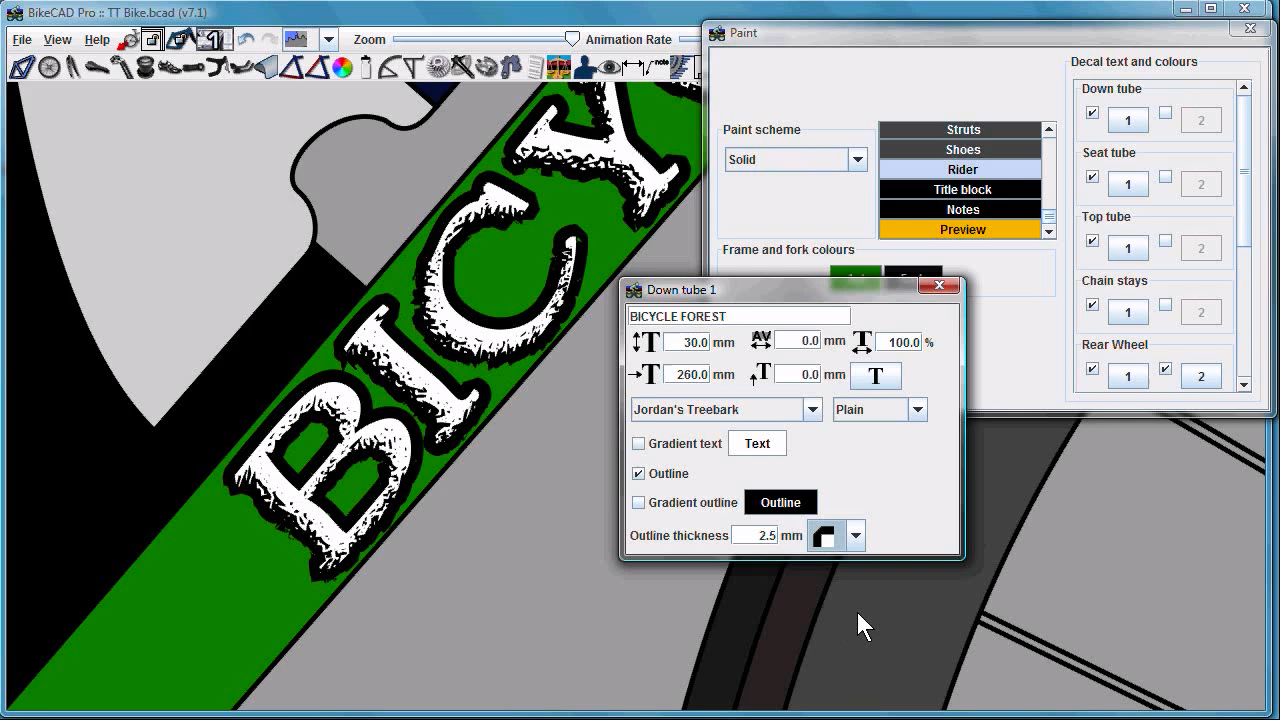 BikeCAD Pro :: TT Bike.bcad (v7.1)
File View Help
Zoom
Animation Rate
BICY
Paint
Paint scheme
Solid
Struts
Shoes
Rider
Title block
Notes
Preview
Frame and fork colours
Decal text and colours
Down tube
1 2
Seat tube
1 2
Top tube
1 2
Chain stays
1 2
Rear Wheel
1 2
Down tube 1
BICYCLE FOREST
T 30.0 mm AV 0.0 mm T 100.0 %
T 260.0 mm T 0.0 mm T
Jordan's Treebark Plain
Gradient text Text
Outline
Gradient outline Outline
Outline thickness 2.5 mm